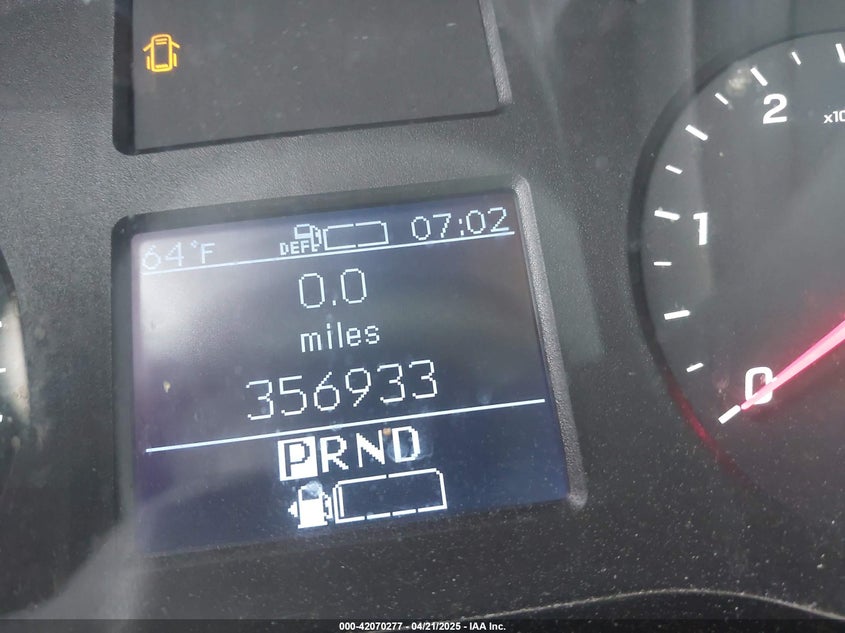 64°F DEF 07:02
0.0
miles
356933
PRND
2
x10
1
0
000-42070277 - 04/21/2025 - IAA Inc.